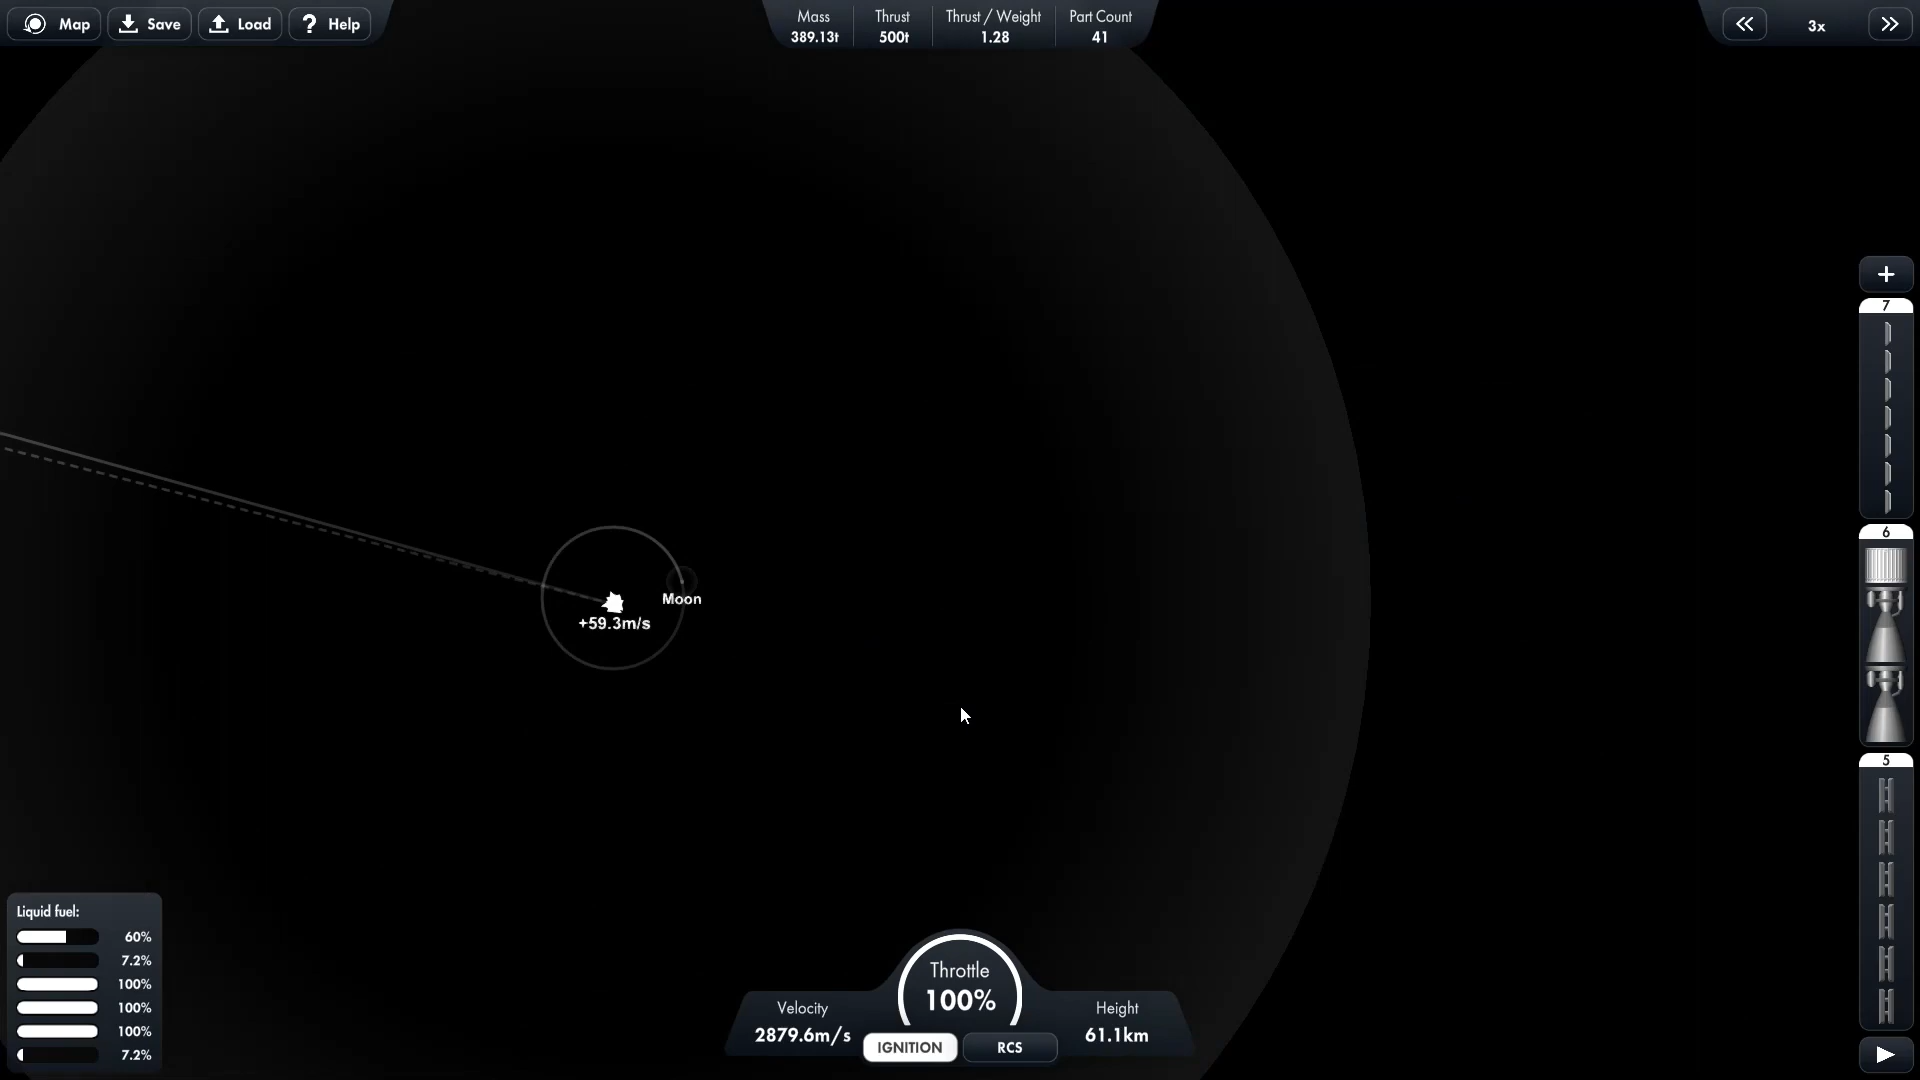 Map
Save
Load
? Help
Mass
389.13t
Thrust
500t
Thrust / Weight
1.28
Part Count
41
3x
Moon
+59.3m/s
7
6
5
Liquid fuel:
60%
7.2%
100%
100%
100%
7.2%
Throttle
100%
Velocity
2879.6m/s
IGNITION
RCS
Height
61.1km